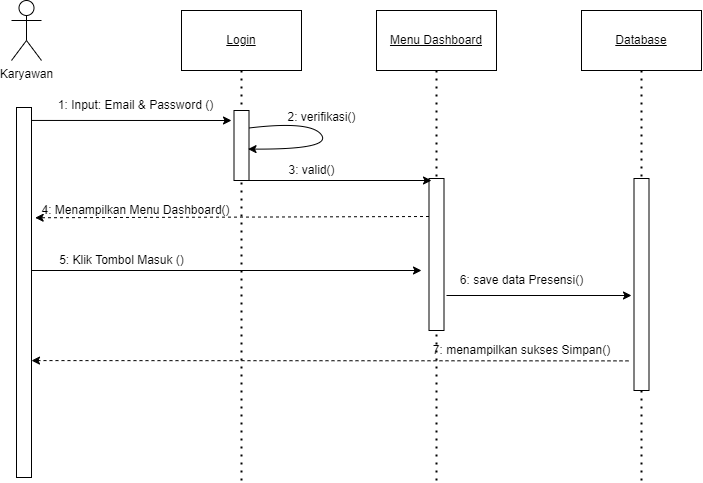 Login
Menu Dashboard
Database
Karyawan
1: Input: Email & Password ()
2: verifikasi()
3: valid()
4: Menampilkan Menu Dashboard()
5: Klik Tombol Masuk ()
6: save data Presensi()
7: menampilkan sukses Simpan()